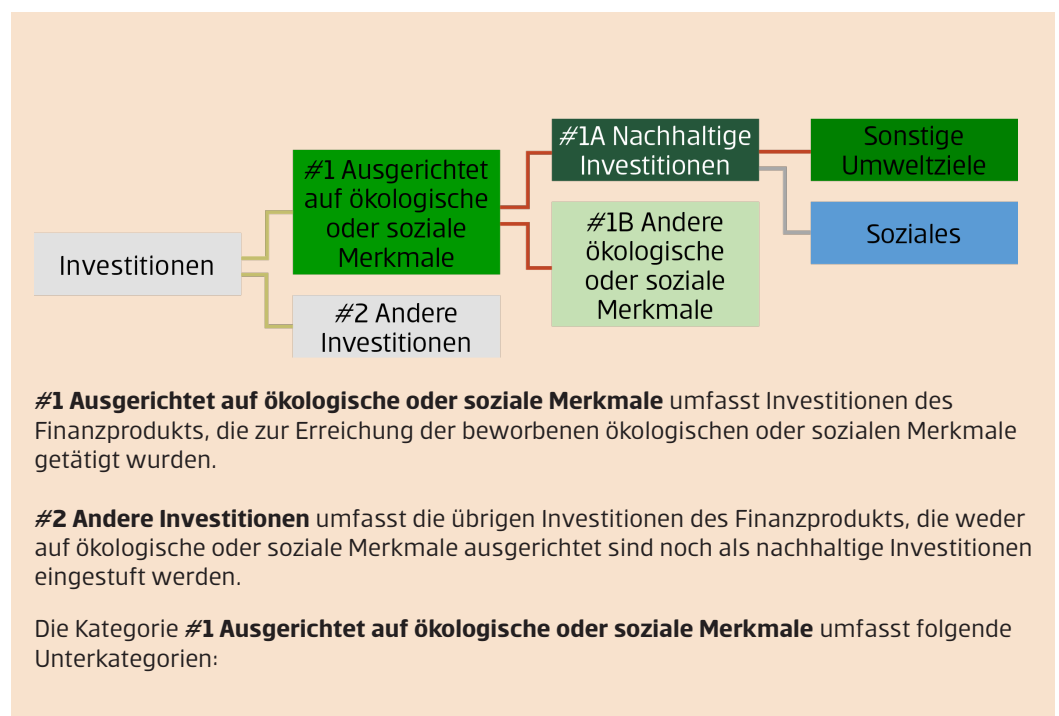 #1A Nachhaltige
Investitionen
Sonstige
Umweltziele
#1 Ausgerichtet
auf ökologische
oder soziale
Merkmale
#1B Andere
ökologische
oder soziale
Merkmale
Soziales
Investitionen
#2 Andere
Investitionen
#1 Ausgerichtet auf ökologische oder soziale Merkmale umfasst Investitionen des
Finanzprodukts, die zur Erreichung der beworbenen ökologischen oder sozialen Merkmale
getätigt wurden.
#2 Andere Investitionen umfasst die übrigen Investitionen des Finanzprodukts, die weder
auf ökologische oder soziale Merkmale ausgerichtet sind noch als nachhaltige Investitionen
eingestuft werden.
Die Kategorie #1 Ausgerichtet auf ökologische oder soziale Merkmale umfasst folgende
Unterkategorien: